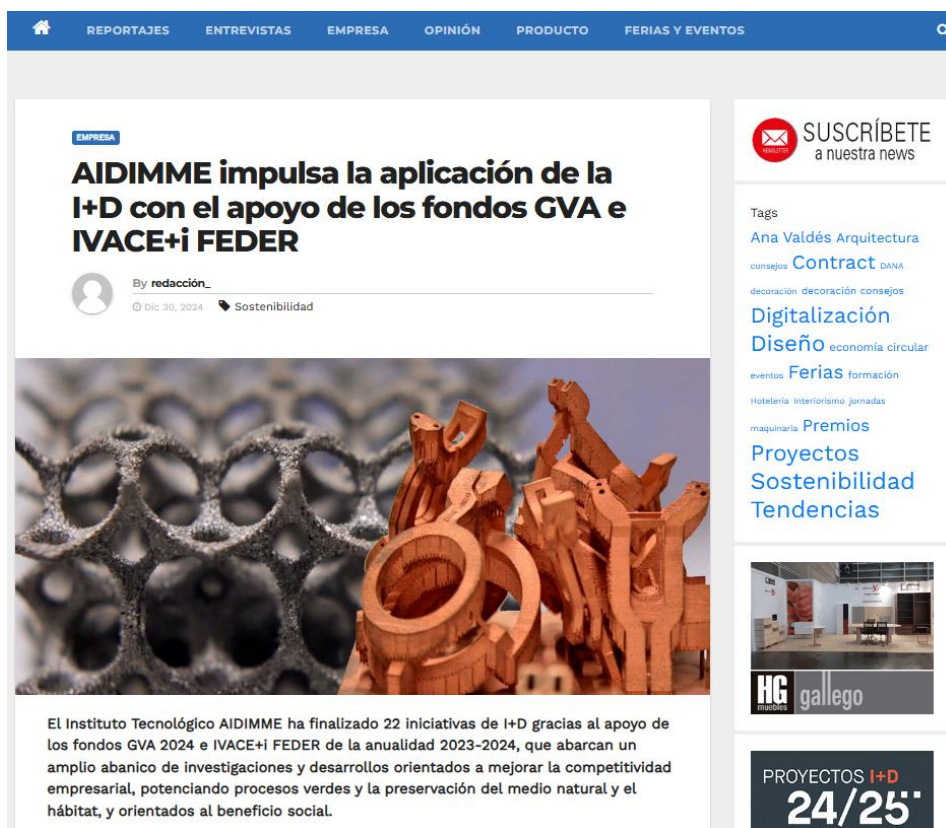 REPORTAJES ENTREVISTAS EMPRESA OPINIÓN PRODUCTO FERIAS Y EVENTOS
EMPRESA
AIDIMME impulsa la aplicación de la
I+D con el apoyo de los fondos GVA e
IVACE+i FEDER
By redacción_
Dic 30, 2024 Sostenibilidad
El Instituto Tecnológico AIDIMME ha finalizado 22 iniciativas de I+D gracias al apoyo de
los fondos GVA 2024 e IVACE+i FEDER de la anualidad 2023-2024, que abarcan un
amplio abanico de investigaciones y desarrollos orientados a mejorar la competitividad
empresarial, potenciando procesos verdes y la preservación del medio natural y el
hábitat, y orientados al beneficio social.
NEWSLETTER
SUSCRÍBETE
a nuestra news
Tags
Ana Valdés Arquitectura
consejos Contract DANA
decoración decoración consejos
Digitalización
Diseño economía circular
eventos Ferias formación
Hotelería Interiorismo jornadas
maquinaria Premios
Proyectos
Sostenibilidad
Tendencias
HG gallego
muebles
PROYECTOS I+D
24/25